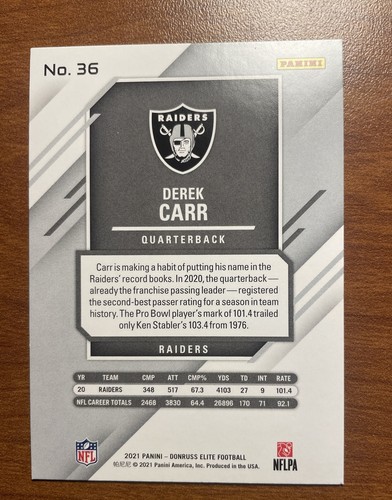 No. 36
PANINI
RAIDERS
DEREK
CARR
QUARTERBACK
Carr is making a habit of putting his name in the
Raiders' record books. In 2020, the quarterback —
already the franchise passing leader — registered
the second-best passer rating for a season in team
history. The Pro Bowl player's mark of 101.4 trailed
only Ken Stabler's 103.4 from 1976.
RAIDERS
YR TEAM CMP ATT CMP% YDS TD INT RATE
20 RAIDERS 348 517 67.3 4103 27 9 101.4
NFL CAREER TOTALS 2468 3830 64.4 26896 170 71 92.1
NFL
2021 PANINI – DONRUSS ELITE FOOTBALL
帕尼尼 © 2021 Panini America, Inc. Produced in the USA.
NFLPA